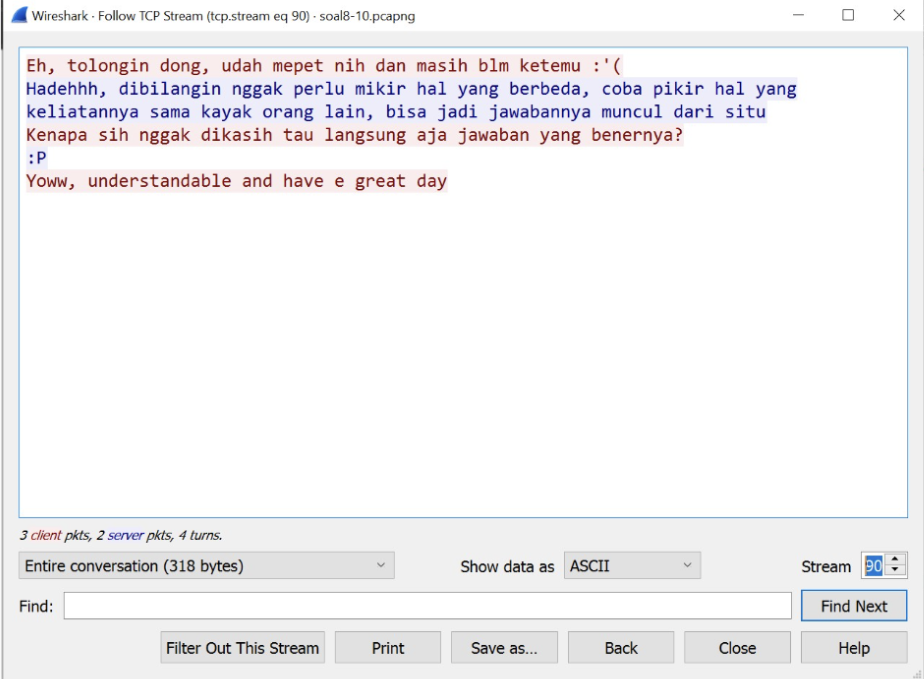 Wireshark · Follow TCP Stream (tcp.stream eq 90) · soal8-10.pcapng
Eh, tolongin dong, udah mepet nih dan masih blm ketemu :'(
Hadehhh, dibilangin nggak perlu mikir hal yang berbeda, coba pikir hal yang
keliatannya sama kayak orang lain, bisa jadi jawabannya muncul dari situ
Kenapa sih nggak dikasih tau langsung aja jawaban yang benernya?
:P
Yoww, understandable and have e great day
3 client pkts, 2 server pkts, 4 turns.
Entire conversation (318 bytes) Show data as ASCII Stream 90
Find: Find Next
Filter Out This Stream Print Save as... Back Close Help